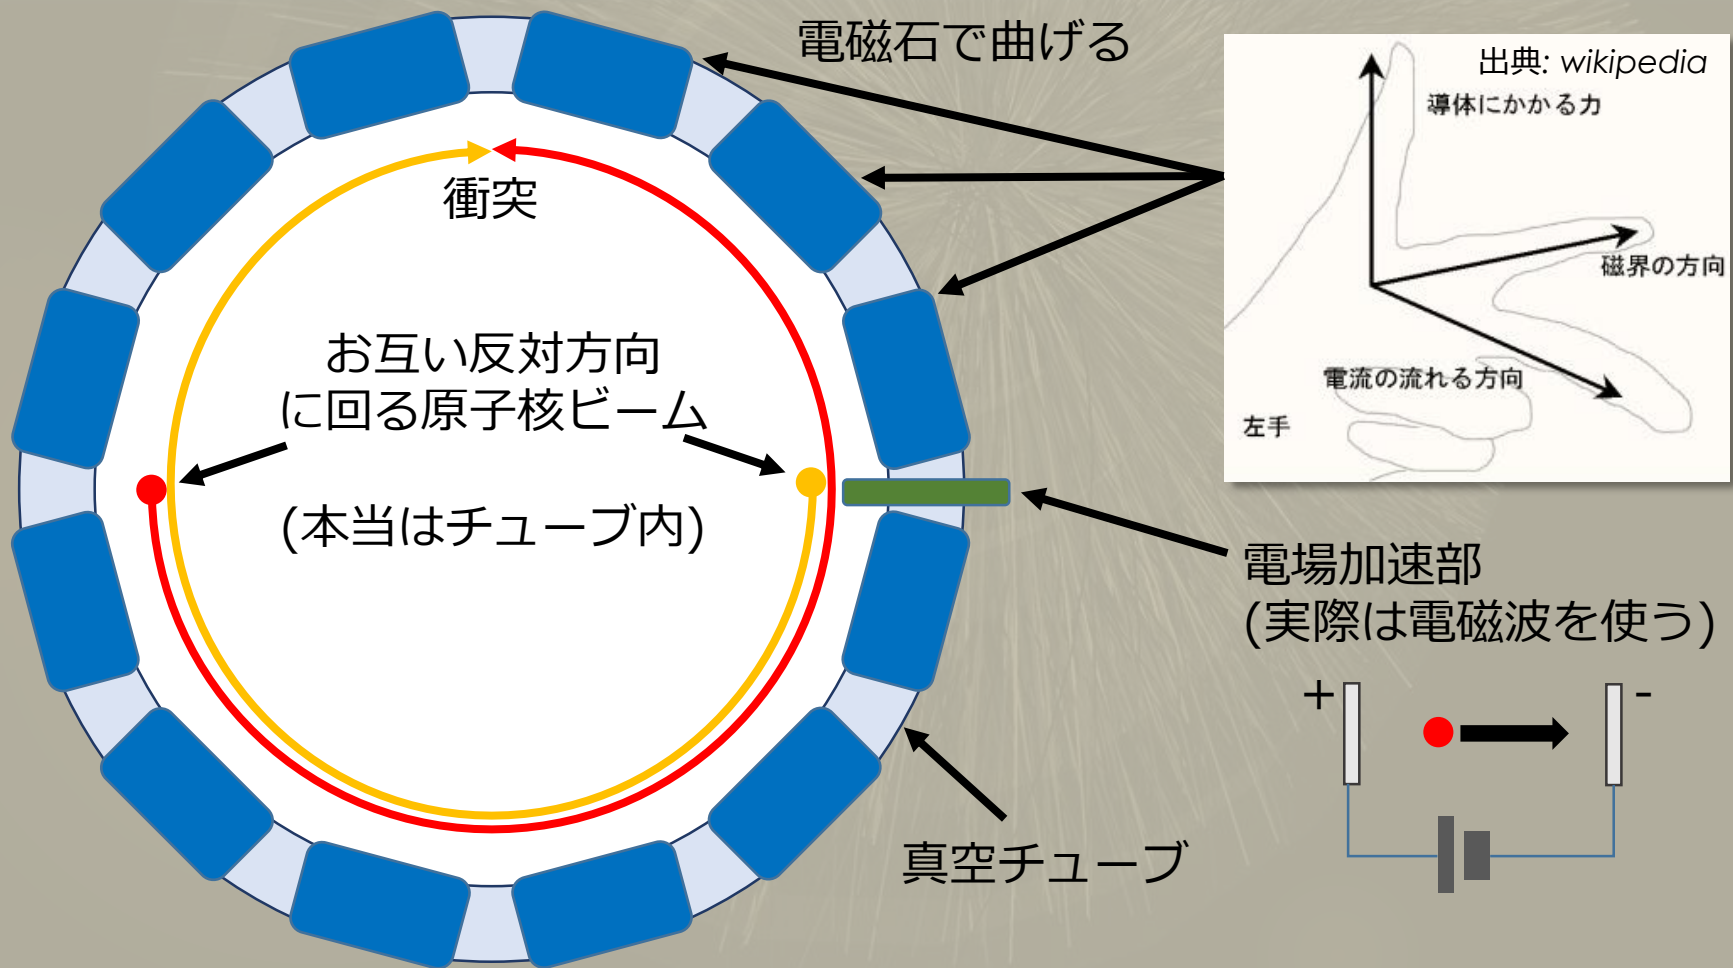 電磁石で曲げる
出典: wikipedia
導体にかかる力
磁界の方向
電流の流れる方向
左手
衝突
お互い反対方向
に回る原子核ビーム
(本当はチューブ内)
電場加速部
(実際は電磁波を使う)
+ -
真空チューブ